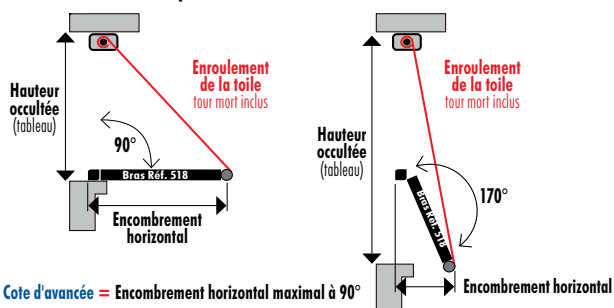 Enroulement
de la toile
tour mort inclus
Hauteur
occultée
(tableau)
90°
Bras Réf. 518
Encombrement
horizontal
Enroulement
de la toile
tour mort inclus
Hauteur
occultée
(tableau)
170°
Bras Réf. 518
Encombrement horizontal
Cote d'avancée = Encombrement horizontal maximal à 90°